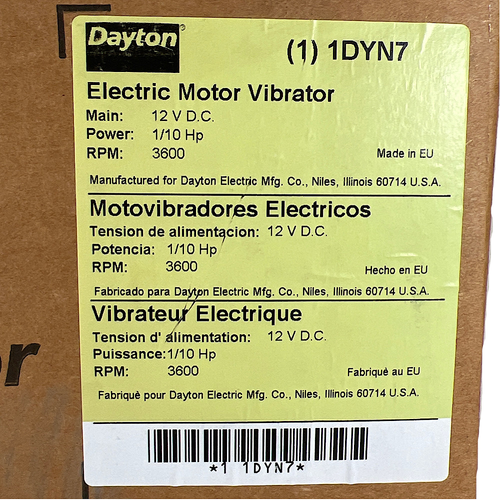 Dayton®
(1) 1DYN7
Electric Motor Vibrator
Main: 12 V D.C.
Power: 1/10 Hp
RPM: 3600
Made in EU
Manufactured for Dayton Electric Mfg. Co., Niles, Illinois 60714 U.S.A.
Motovibradores Electricos
Tension de alimentacion: 12 V D.C.
Potencia: 1/10 Hp
RPM: 3600
Hecho en EU
Fabricado para Dayton Electric Mfg. Co., Niles, Illinois 60714 U.S.A.
Vibrateur Electrique
Tension d' alimentation: 12 V D.C.
Puissance:1/10 Hp
RPM: 3600
Fabriquè au EU
Fabriquè pour Dayton Electric Mfg. Co., Niles, Illinois 60714 U.S.A.
or
*1 1DYN7*